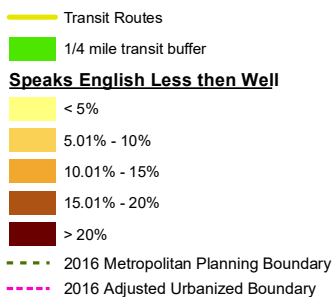 Transit Routes
1/4 mile transit buffer
Speaks English Less then Well
< 5%
5.01% - 10%
10.01% - 15%
15.01% - 20%
> 20%
2016 Metropolitan Planning Boundary
2016 Adjusted Urbanized Boundary